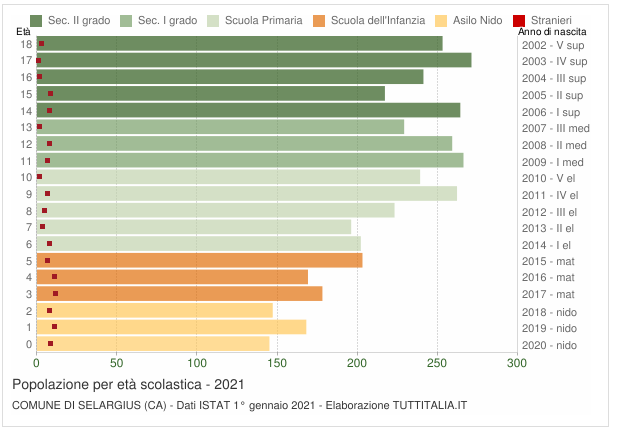 Sec. II grado Sec. I grado Scuola Primaria Scuola dell'Infanzia Asilo Nido Stranieri
Età Anno di nascita
18 2002 - V sup
17 2003 - IV sup
16 2004 - III sup
15 2005 - II sup
14 2006 - I sup
13 2007 - III med
12 2008 - II med
11 2009 - I med
10 2010 - V el
9 2011 - IV el
8 2012 - III el
7 2013 - II el
6 2014 - I el
5 2015 - mat
4 2016 - mat
3 2017 - mat
2 2018 - nido
1 2019 - nido
0 2020 - nido
0 50 100 150 200 250 300
Popolazione per età scolastica - 2021
COMUNE DI SELARGIUS (CA) - Dati ISTAT 1° gennaio 2021 - Elaborazione TUTTITALIA.IT